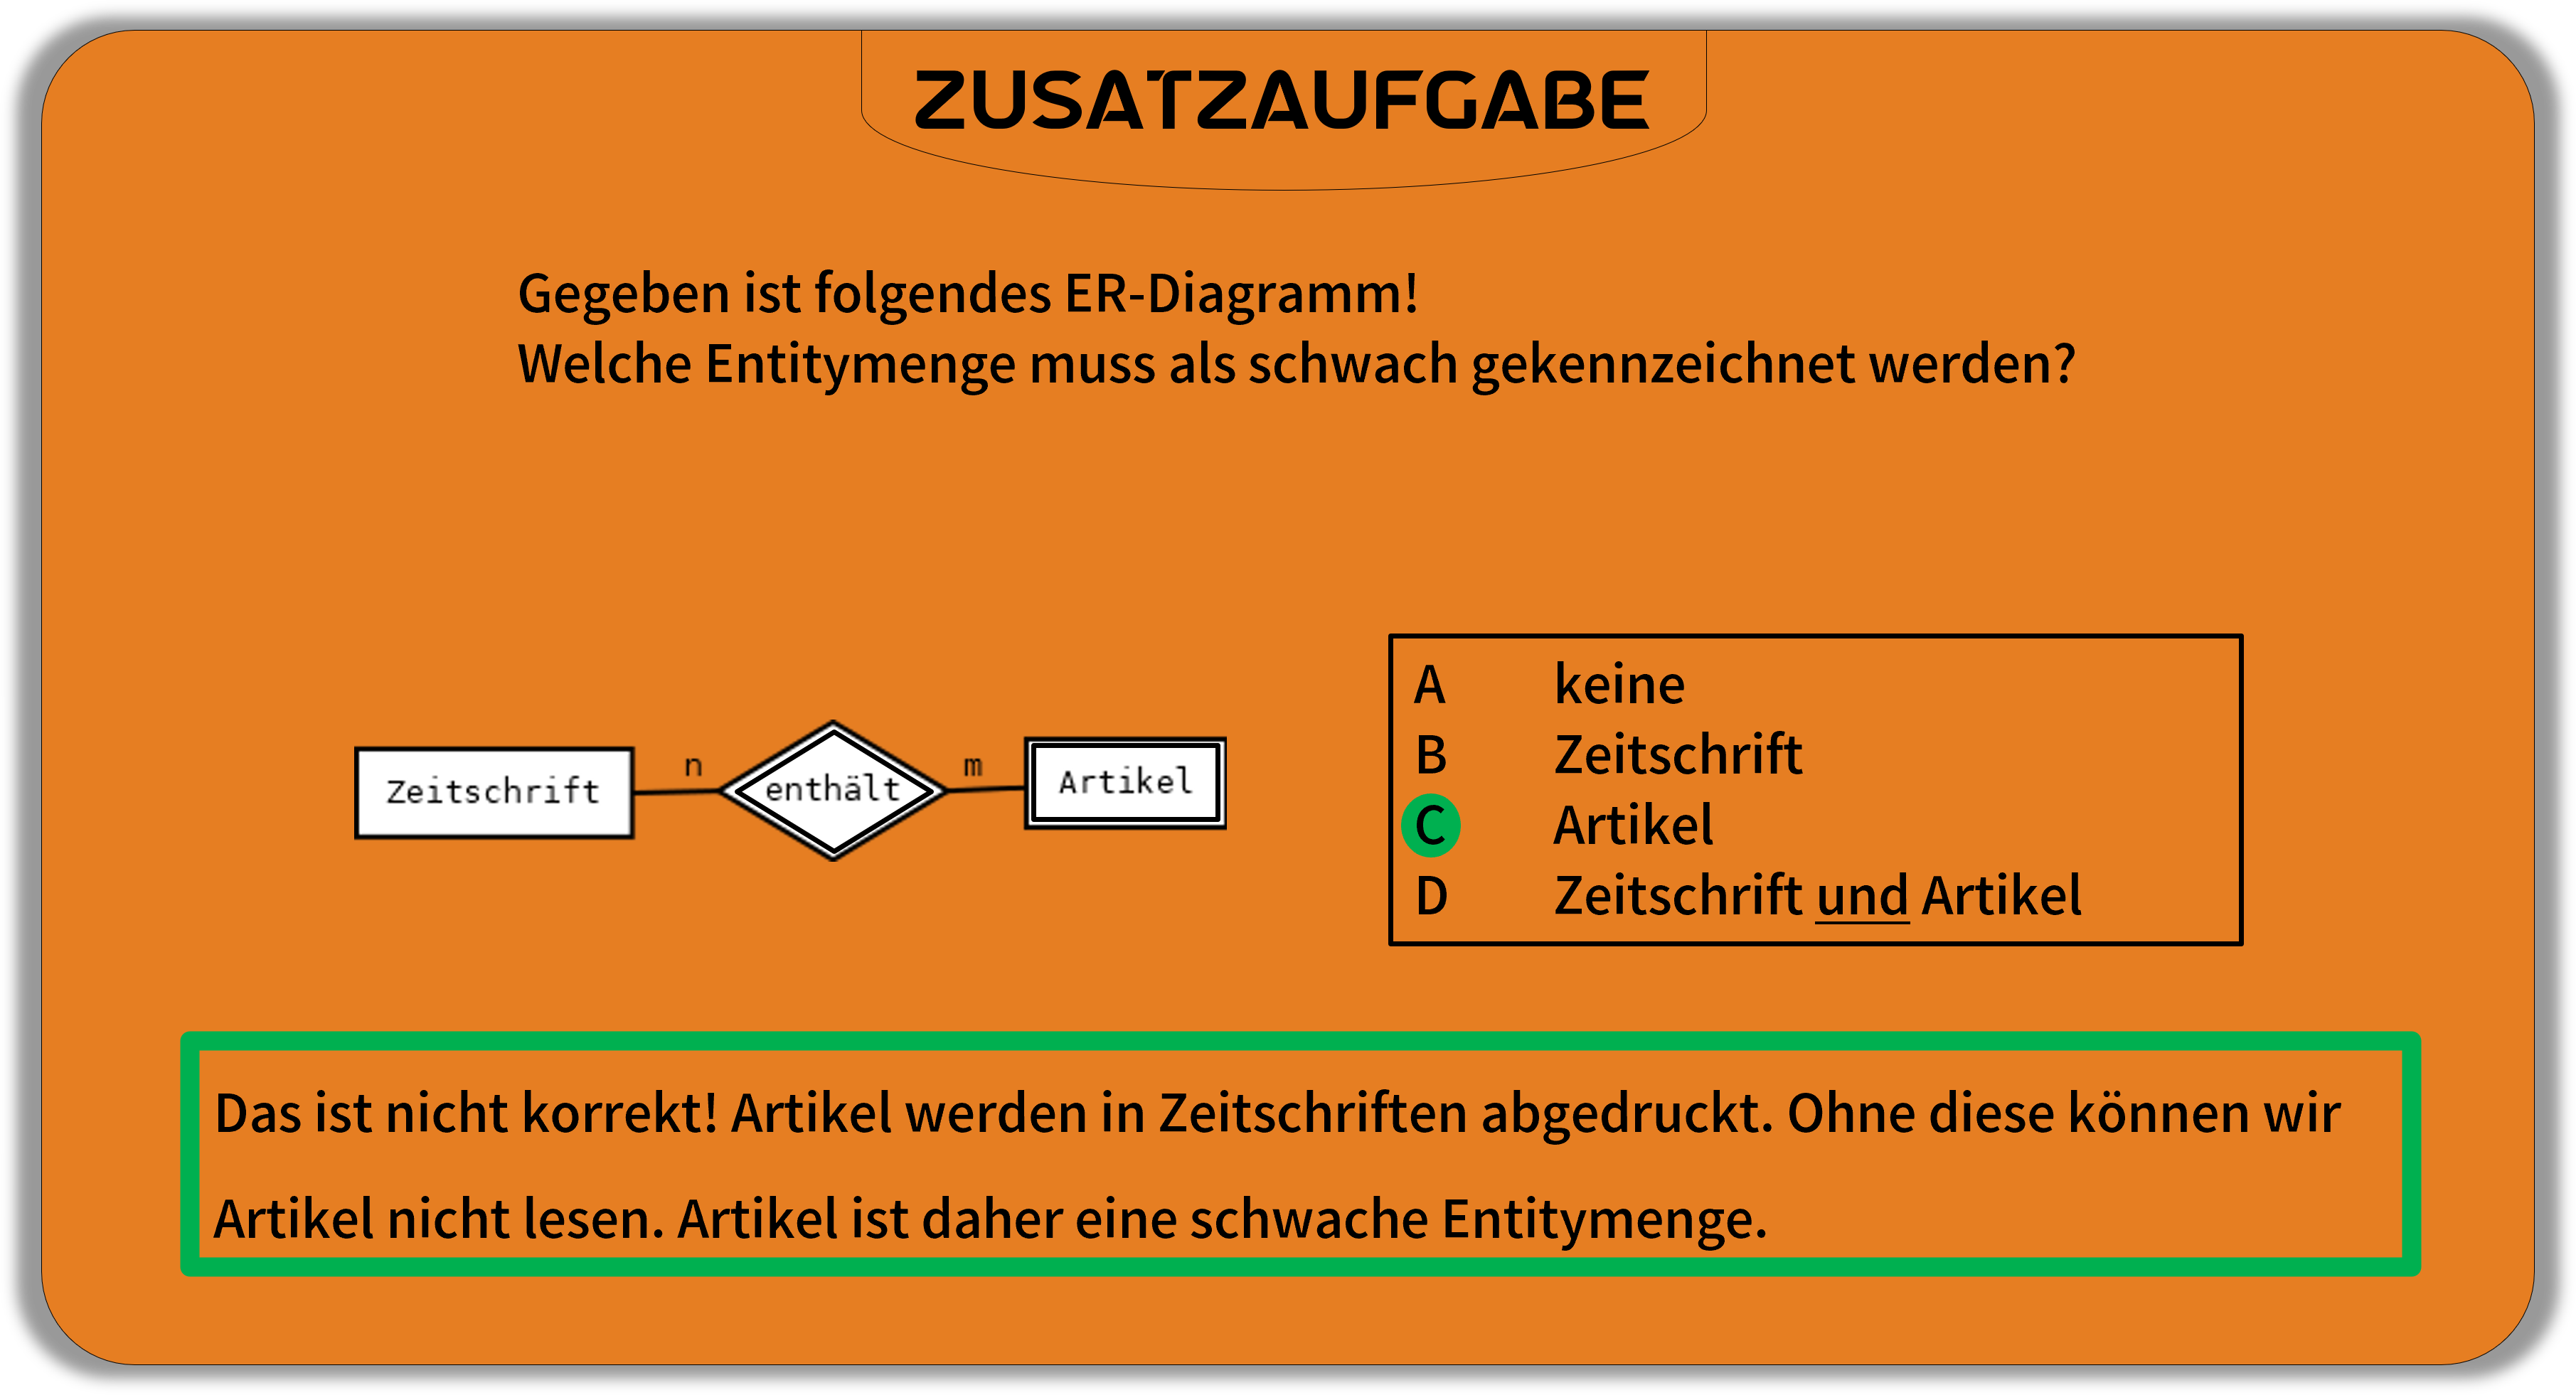 ZUSATZAUFGABE
Gegeben ist folgendes ER-Diagramm!
Welche Entitymenge muss als schwach gekennzeichnet werden?
Zeitschrift n enthält m Artikel
A keine
B Zeitschrift
C Artikel
D Zeitschrift und Artikel
Das ist nicht korrekt! Artikel werden in Zeitschriften abgedruckt. Ohne diese können wir
Artikel nicht lesen. Artikel ist daher eine schwache Entitymenge.